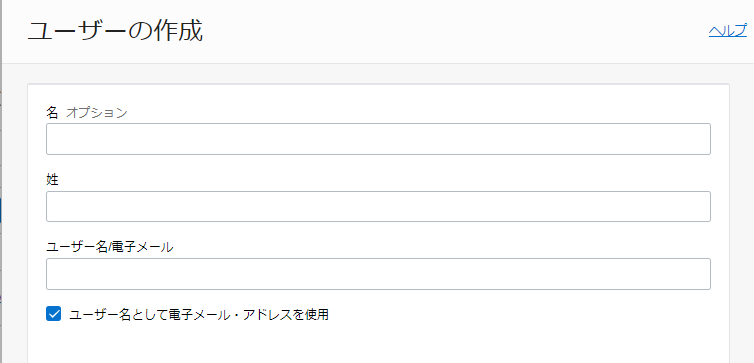 ユーザーの作成
ヘルプ
名 オプション
姓
ユーザー名/電子メール
ユーザー名として電子メール・アドレスを使用